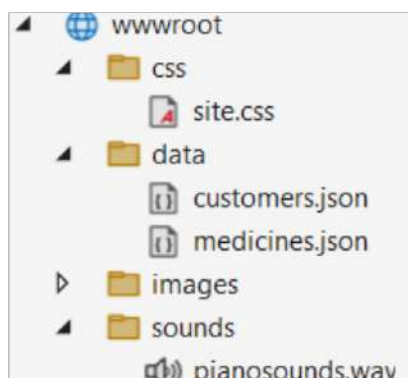 wwwroot
css
site.css
data
customers.json
medicines.json
images
sounds
pianosounds.wav